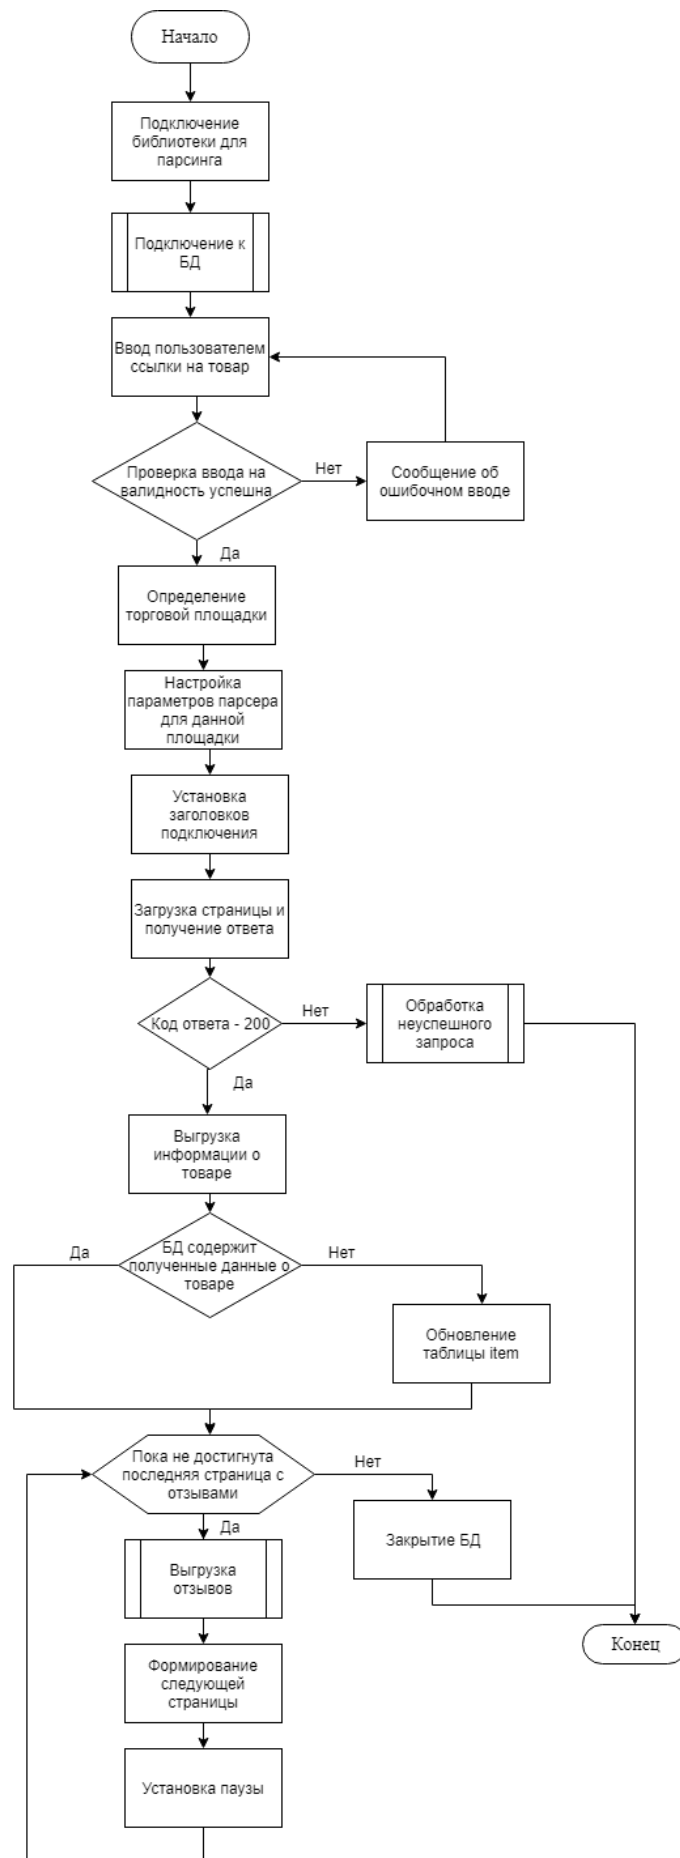 Начало
Подключение
библиотеки для
парсинга
Подключение к
БД
Ввод пользователем
ссылки на товар
Проверка ввода на
валидность успешна
Нет
Сообщение об
ошибочном вводе
Да
Определение
торговой площадки
Настройка
параметров парсера
для данной
площадки
Установка
заголовков
подключения
Загрузка страницы и
получение ответа
Код ответа - 200
Нет
Обработка
неуспешного
запроса
Да
Выгрузка
информации о
товаре
Да
БД содержит
полученные данные о
товаре
Нет
Обновление
таблицы item
Пока не достигнута
последняя страница с
отзывами
Нет
Закрытие БД
Да
Выгрузка
отзывов
Конец
Формирование
следующей
страницы
Установка паузы